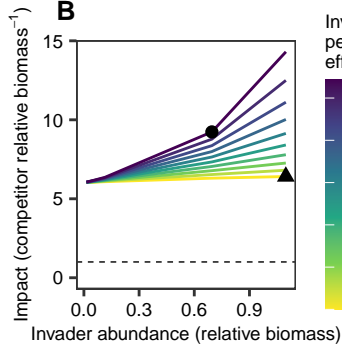 B
Inv
pe
eff
15
10
5
0
0.0 0.3 0.6 0.9
Impact (competitor relative biomass⁻¹)
Invader abundance (relative biomass)